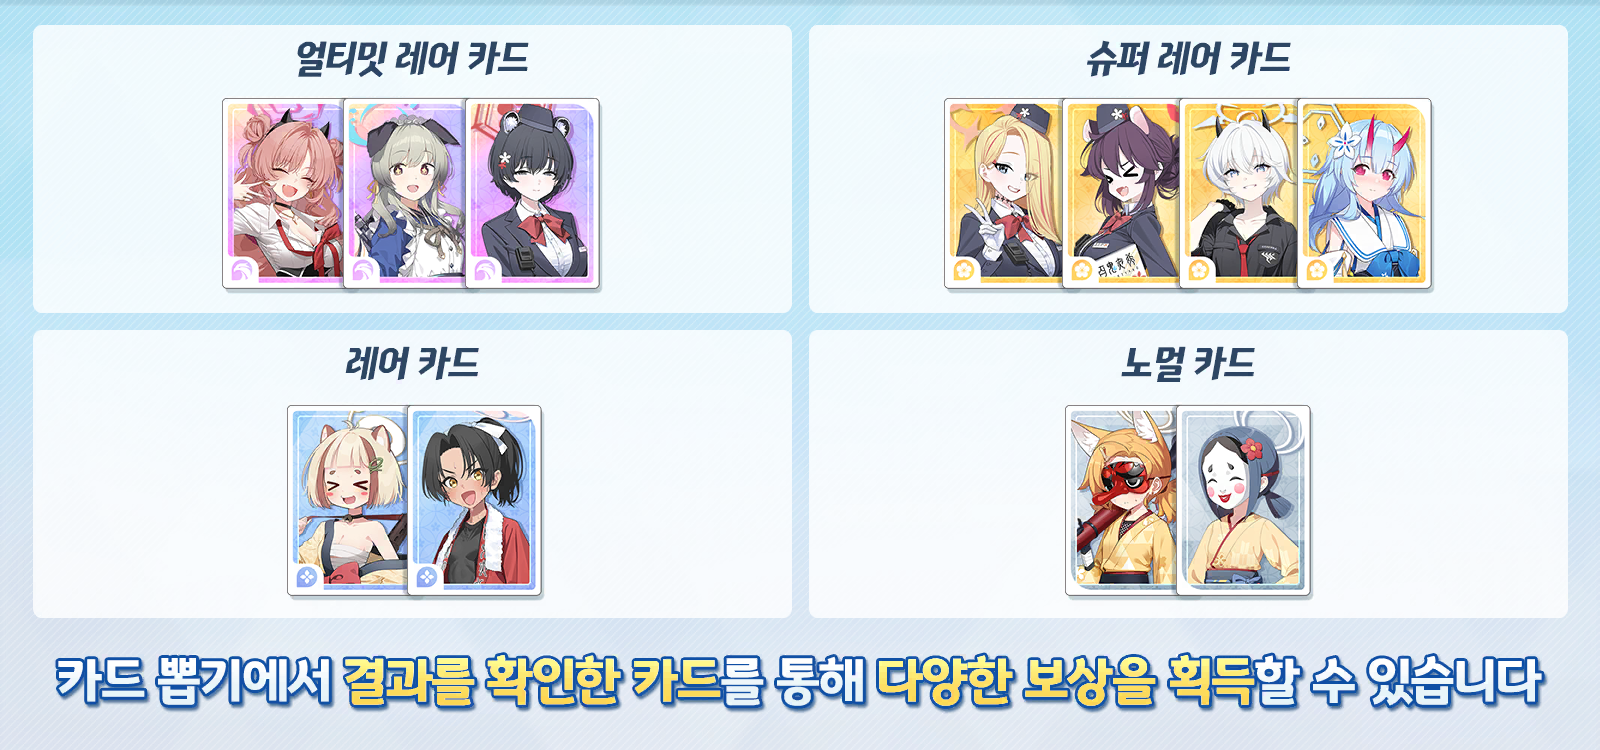 얼티밋 레어 카드
슈퍼 레어 카드
레어 카드
노멀 카드
카드 뽑기에서 결과를 확인한 카드를 통해 다양한 보상을 획득할 수 있습니다